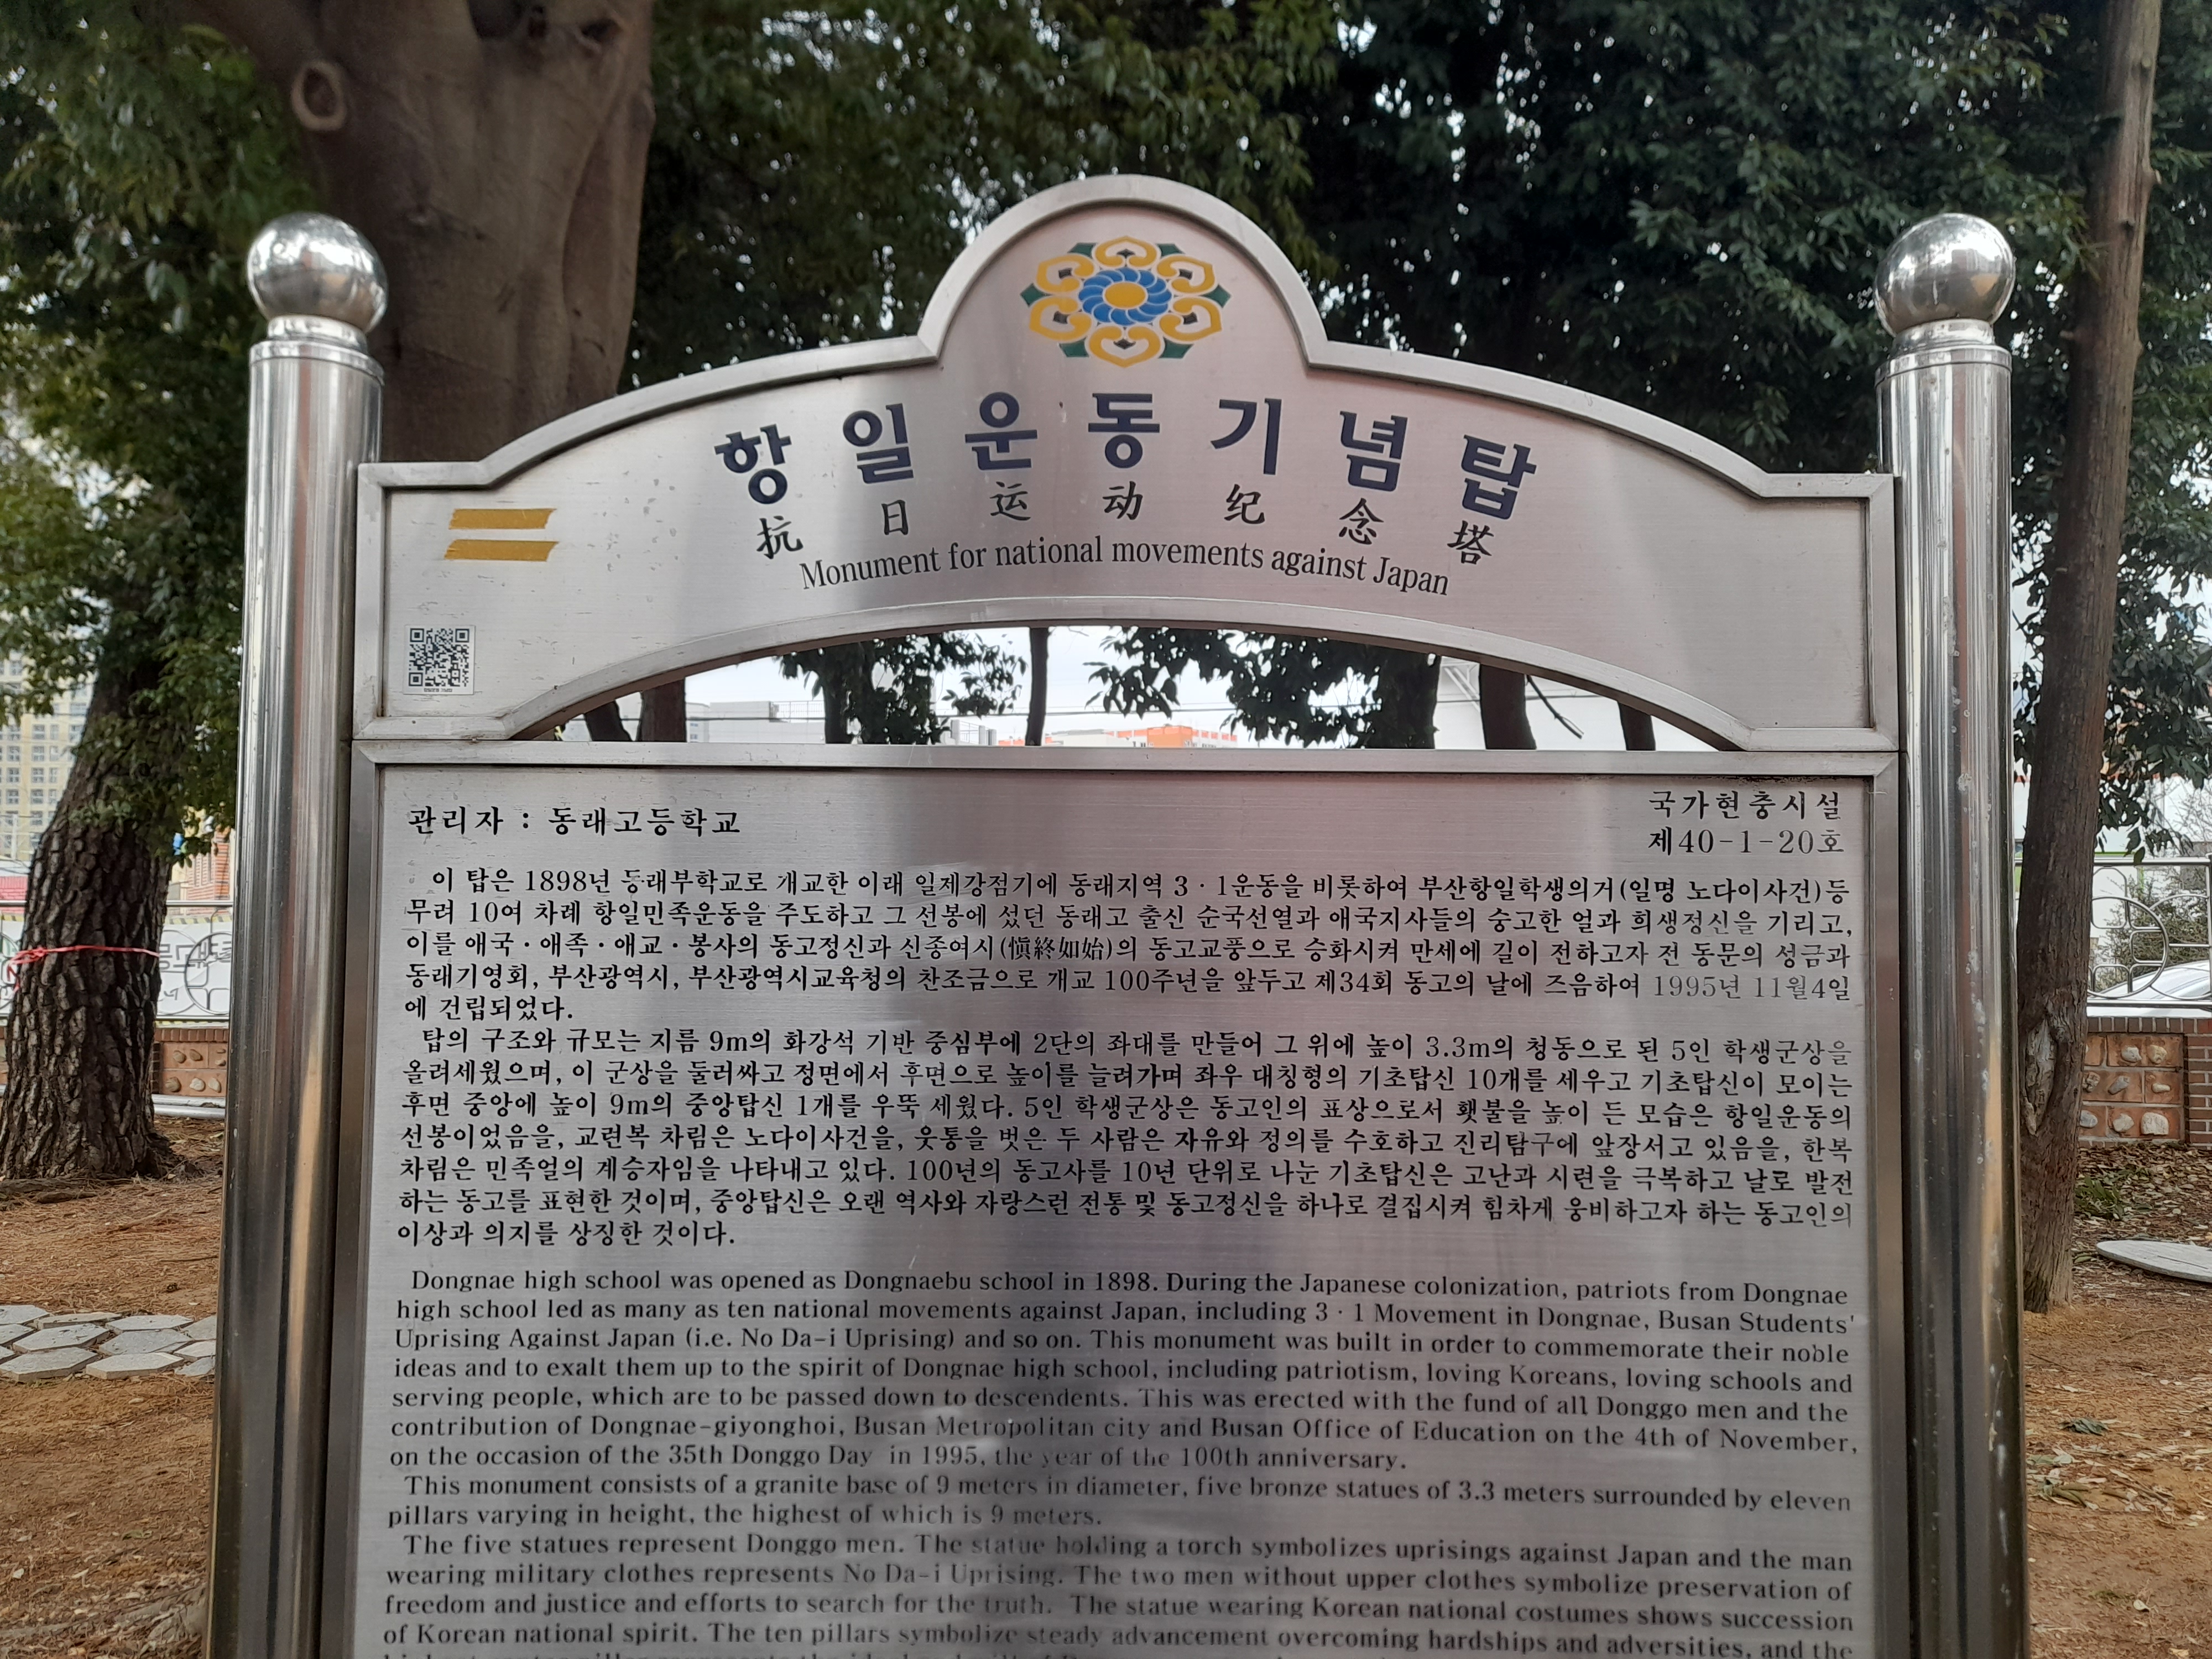 항일운동기념탑
抗日运动纪念塔
Monument for national movements against Japan
관리자 : 동래고등학교
국가현충시설
제40-1-20호
이 탑은 1898년 동래부학교로 개교한 이래 일제강점기에 동래지역 3·1운동을 비롯하여 부산항일학생의거(일명 노다이사건)등
무려 10여 차례 항일민족운동을 주도하고 그 선봉에 섰던 동래고 출신 순국선열과 애국지사들의 숭고한 얼과 희생정신을 기리고,
이를 애국·애족·애교·봉사의 동고정신과 신종여시(愼終如始)의 동고교풍으로 승화시켜 만세에 길이 전하고자 전 동문의 성금과
동래기영회, 부산광역시, 부산광역시교육청의 찬조금으로 개교 100주년을 앞두고 제34회 동고의 날에 즈음하여 1995년 11월4일
에 건립되었다.
탑의 구조와 규모는 지름 9m의 화강석 기반 중심부에 2단의 좌대를 만들어 그 위에 높이 3.3m의 청동으로 된 5인 학생군상을
올려세웠으며, 이 군상을 둘러싸고 정면에서 후면으로 높이를 늘려가며 좌우 대칭형의 기초탑신 10개를 세우고 기초탑신이 모이는
후면 중앙에 높이 9m의 중앙탑신 1개를 우뚝 세웠다. 5인 학생군상은 동고인의 표상으로서 횃불을 높이 든 모습은 항일운동의
선봉이었음을, 교련복 차림은 노다이사건을, 웃통을 벗은 두 사람은 자유와 정의를 수호하고 진리탐구에 앞장서고 있음을, 한복
차림은 민족얼의 계승자임을 나타내고 있다. 100년의 동고사를 10년 단위로 나눈 기초탑신은 고난과 시련을 극복하고 날로 발전
하는 동고를 표현한 것이며, 중앙탑신은 오랜 역사와 자랑스런 전통 및 동고정신을 하나로 결집시켜 힘차게 웅비하고자 하는 동고인의
이상과 의지를 상징한 것이다.
Dongnae high school was opened as Dongnaebu school in 1898. During the Japanese colonization, patriots from Dongnae
high school led as many as ten national movements against Japan, including 3·1 Movement in Dongnae, Busan Students'
Uprising Against Japan (i.e. No Da-i Uprising) and so on. This monument was built in order to commemorate their noble
ideas and to exalt them up to the spirit of Dongnae high school, including patriotism, loving Koreans, loving schools and
serving people, which are to be passed down to descendents. This was erected with the fund of all Donggo men and the
contribution of Dongnae-giyonghoi, Busan Metropolitan city and Busan Office of Education on the 4th of November,
on the occasion of the 35th Donggo Day in 1995, the year of the 100th anniversary.
This monument consists of a granite base of 9 meters in diameter, five bronze statues of 3.3 meters surrounded by eleven
pillars varying in height, the highest of which is 9 meters.
The five statues represent Donggo men. The statue holding a torch symbolizes uprisings against Japan and the man
wearing military clothes represents No Da-i Uprising. The two men without upper clothes symbolize preservation of
freedom and justice and efforts to search for the truth. The statue wearing Korean national costumes shows succession
of Korean national spirit. The ten pillars symbolize steady advancement overcoming hardships and adversities, and the